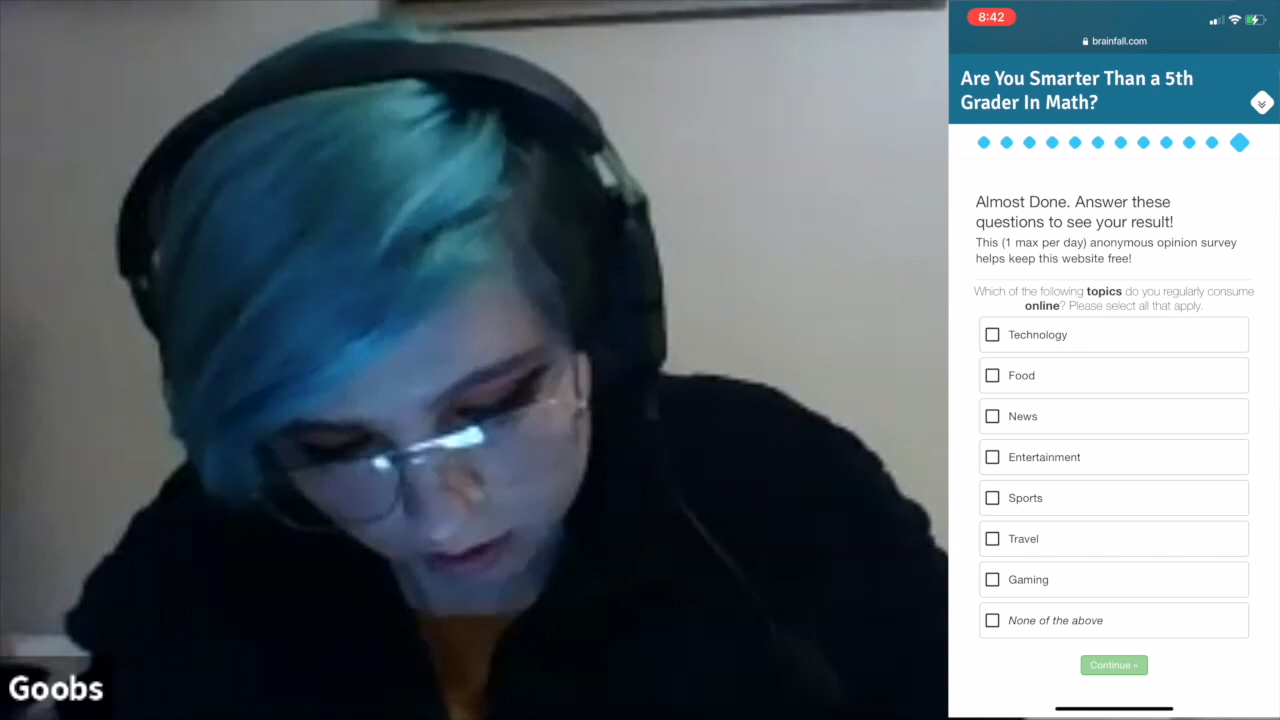 Goobs
8:42
brainfall.com
Are You Smarter Than a 5th
Grader In Math?
Almost Done. Answer these
questions to see your result!
This (1 max per day) anonymous opinion survey
helps keep this website free!
Which of the following topics do you regularly consume
online? Please select all that apply.
Technology
Food
News
Entertainment
Sports
Travel
Gaming
None of the above
Continue »